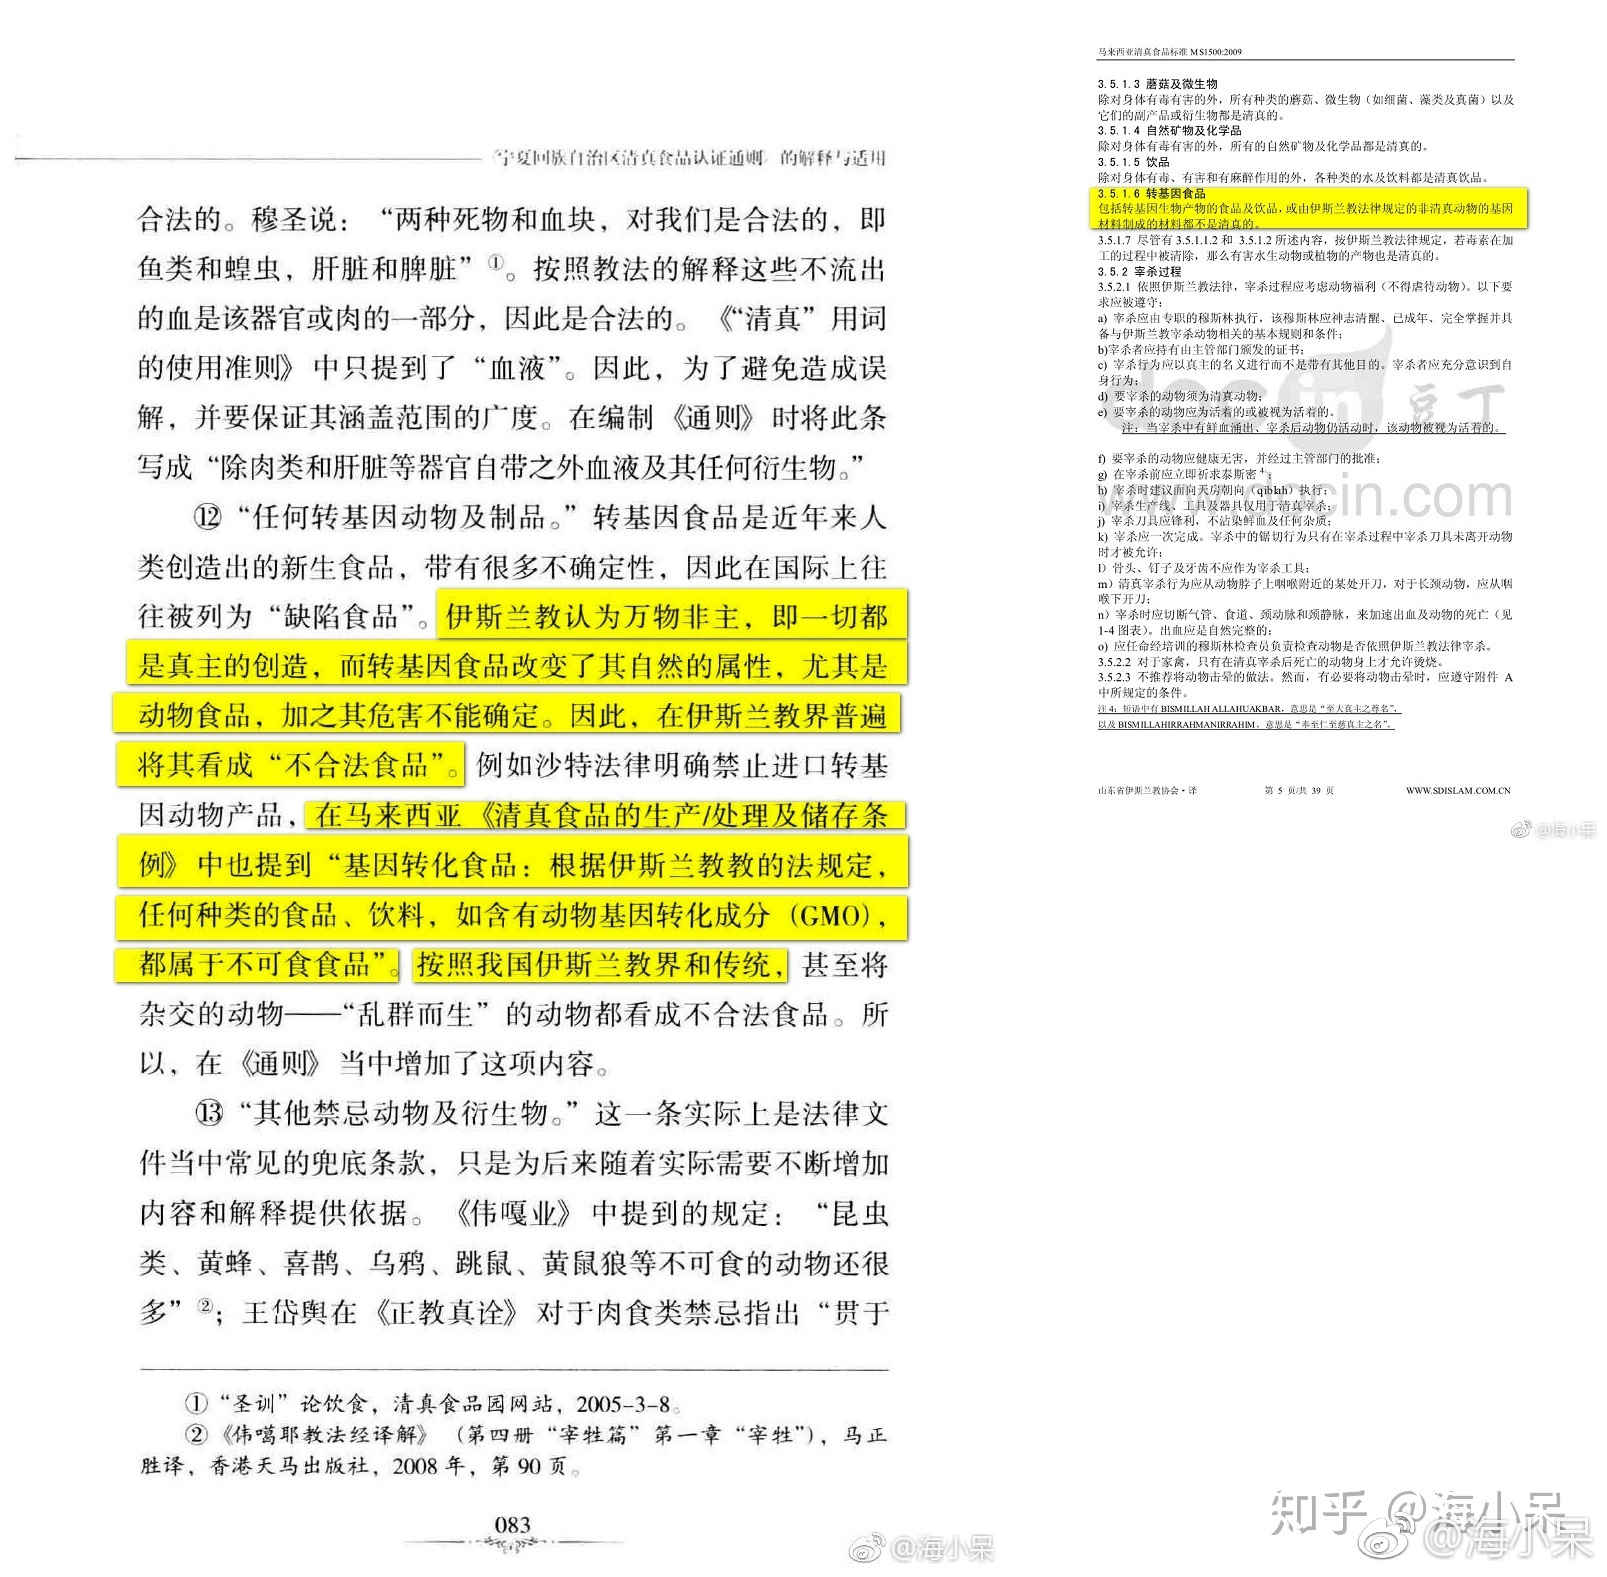 《宁夏回族自治区清真食品认证通则》的解释与适用
合法的。穆圣说：“两种死物和血块，对我们是合法的，即
鱼类和蝗虫，肝脏和脾脏”①。按照教法的解释这些不流出
的血是该器官或肉的一部分，因此是合法的。《“清真”用词
的使用准则》中只提到了“血液”。因此，为了避免造成误
解，并要保证其涵盖范围的广度。在编制《通则》时将此条
写成“除肉类和肝脏等器官自带之外血液及其任何衍生物。”
⑫“任何转基因动物及制品。”转基因食品是近年来人
类创造出的新生食品，带有很多不确定性，因此在国际上往
往被列为“缺陷食品”。伊斯兰教认为万物非主，即一切都
是真主的创造，而转基因食品改变了其自然的属性，尤其是
动物食品，加之其危害不能确定。因此，在伊斯兰教界普遍
将其看成“不合法食品”。例如沙特法律明确禁止进口转基
因动物产品，在马来西亚《清真食品的生产/处理及储存条
例》中也提到“基因转化食品：根据伊斯兰教教的法规定，
任何种类的食品、饮料，如含有动物基因转化成分（GMO），
都属于不可食食品”。按照我国伊斯兰教界和传统，甚至将
杂交的动物——“乱群而生”的动物都看成不合法食品。所
以，在《通则》当中增加了这项内容。
⑬“其他禁忌动物及衍生物。”这一条实际上是法律文
件当中常见的兜底条款，只是为后来随着实际需要不断增加
内容和解释提供依据。《伟嘎业》中提到的规定：“昆虫
类、黄蜂、喜鹊、乌鸦、跳鼠、黄鼠狼等不可食的动物还很
多”②；王岱舆在《正教真诠》对于肉食类禁忌指出“贯于
①“圣训”论饮食，清真食品园网站，2005-3-8。
②《伟噶耶教法经译解》（第四册“宰牲篇”第一章“宰牲”），马正
胜译，香港天马出版社，2008年，第90页。
083
@海小呆
马来西亚清真食品标准 MS1500:2009
3.5.1.3 蘑菇及微生物
除对身体有毒有害的外，所有种类的蘑菇、微生物（如细菌、藻类及真菌）以及
它们的副产品或衍生物都是清真的。
3.5.1.4 自然矿物及化学品
除对身体有毒有害的外，所有的自然矿物及化学品都是清真的。
3.5.1.5 饮品
除对身体有毒、有害和有麻醉作用的外，各种类的水及饮料都是清真饮品。
3.5.1.6 转基因食品
包括转基因生物产物的食品及饮品，或由伊斯兰教法律规定的非清真动物的基因
材料制成的材料都不是清真的。
3.5.1.7 尽管有3.5.1.1.2和 3.5.1.2所述内容，按伊斯兰教法律规定，若毒素在加
工的过程中被清除，那么有害水生动物或植物的产物也是清真的。
3.5.2 宰杀过程
3.5.2.1 依照伊斯兰教法律，宰杀过程应考虑动物福利（不得虐待动物）。以下要
求应被遵守：
a) 宰杀应由专职的穆斯林执行，该穆斯林应神志清醒、已成年、完全掌握并具
备与伊斯兰教宰杀动物相关的基本规则和条件；
b)宰杀者应持有由主管部门颁发的证书；
c) 宰杀行为应以真主的名义进行而不是带有其他目的。宰杀者应充分意识到自
身行为；
d) 要宰杀的动物须为清真动物；
e) 要宰杀的动物应为活着的或被视为活着的。
注：当宰杀中有鲜血涌出、宰杀后动物仍活动时，该动物被视为活着的。
f) 要宰杀的动物应健康无害，并经过主管部门的批准；
g) 在宰杀前应立即祈求泰斯密4；
h) 宰杀时建议面向天房朝向（qiblah）执行；
i) 宰杀生产线、工具及器具仅用于清真宰杀；
j) 宰杀刀具应锋利，不沾染鲜血及任何杂质；
k) 宰杀应一次完成。宰杀中的锯切行为只有在宰杀过程中宰杀刀具未离开动物
时才被允许；
l) 骨头、钉子及牙齿不应作为宰杀工具；
m）清真宰杀行为应从动物脖子上咽喉附近的某处开刀，对于长颈动物，应从咽
喉下开刀；
n）宰杀时应切断气管、食道、颈动脉和颈静脉，来加速出血及动物的死亡（见
1-4图表）。出血应是自然完整的；
o) 应任命经培训的穆斯林检查员负责检查动物是否依照伊斯兰教法律宰杀。
3.5.2.2 对于家禽，只有在清真宰杀后死亡的动物身上才允许烫烧。
3.5.2.3 不推荐将动物击晕的做法。然而，有必要将动物击晕时，应遵守附件 A
中所规定的条件。
注 4：短语中有BISMILLAH ALLAHUAKBAR，意思是“至大真主之尊名”，
以及BISMILLAHIRRAHMANIRRAHIM，意思是“奉至仁至慈真主之名”。
山东省伊斯兰教协会·译 第 5 页/共 39 页 WWW.SDISLAM.COM.CN
docin 豆丁
www.docin.com
@海小呆
知乎 @海小呆
@海小呆